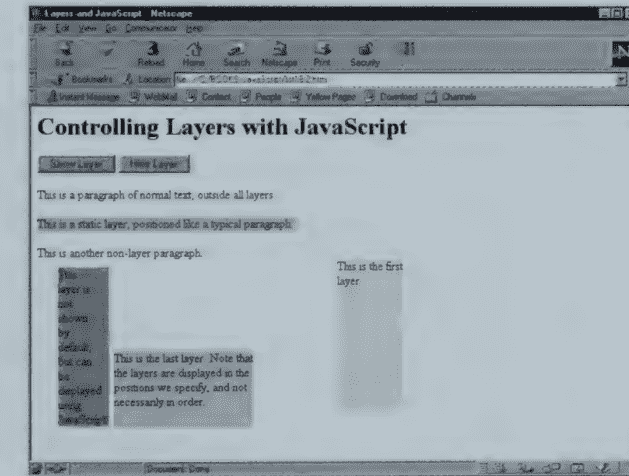 Layers and JavaScript - Netscape
File Edit View Go Communicator Help
Back Reload Home Search Netscape Print Security
Bookmarks Location
Instant Message WebMail Contact People Yellow Pages Download Channels
Controlling Layers with JavaScript
Show Layer Hide Layer
This is a paragraph of normal text, outside all layers
This is a static layer, positioned like a typical paragraph.
This is another non-layer paragraph.
This is the first
layer
This
layer is
not
shown
by
default,
but can
be
displayed
using
JavaScript
This is the last layer. Note that
the layers are displayed in the
positions we specify, and not
necessarily in order.
Document: Done